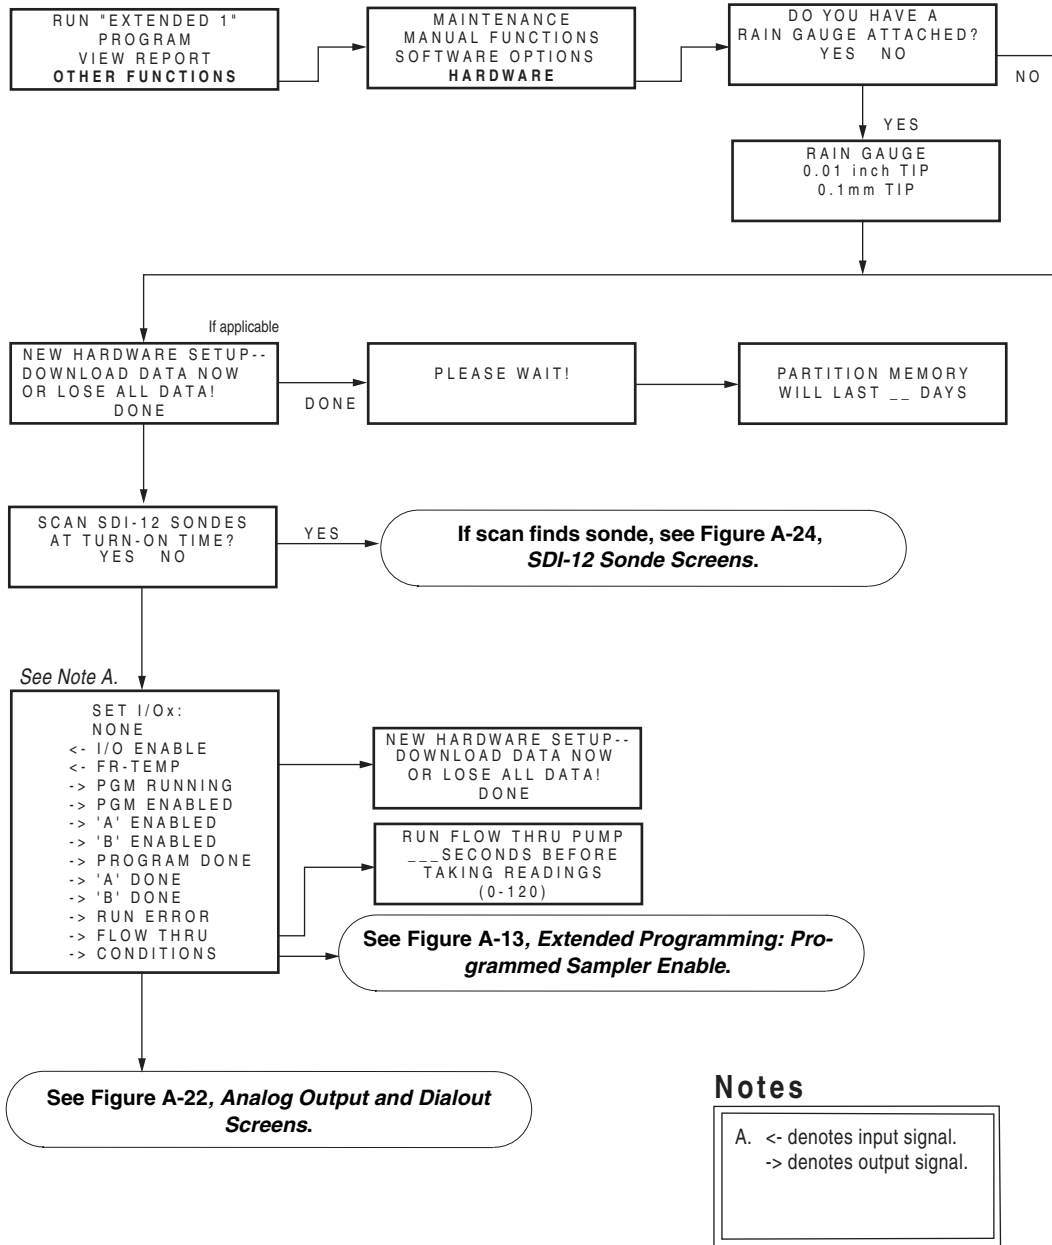 RUN "EXTENDED 1"
PROGRAM
VIEW REPORT
OTHER FUNCTIONS
MAINTENANCE
MANUAL FUNCTIONS
SOFTWARE OPTIONS
HARDWARE
DO YOU HAVE A
RAIN GAUGE ATTACHED?
YES NO
NO
YES
RAIN GAUGE
0.01 inch TIP
0.1mm TIP
If applicable
NEW HARDWARE SETUP--
DOWNLOAD DATA NOW
OR LOSE ALL DATA!
DONE
DONE
PLEASE WAIT!
PARTITION MEMORY
WILL LAST __ DAYS
SCAN SDI-12 SONDES
AT TURN-ON TIME?
YES NO
YES
If scan finds sonde, see Figure A-24,
SDI-12 Sonde Screens.
See Note A.
SET I/Ox:
NONE
<- I/O ENABLE
<- FR-TEMP
-> PGM RUNNING
-> PGM ENABLED
-> 'A' ENABLED
-> 'B' ENABLED
-> PROGRAM DONE
-> 'A' DONE
-> 'B' DONE
-> RUN ERROR
-> FLOW THRU
-> CONDITIONS
NEW HARDWARE SETUP--
DOWNLOAD DATA NOW
OR LOSE ALL DATA!
DONE
RUN FLOW THRU PUMP
___SECONDS BEFORE
TAKING READINGS
(0-120)
See Figure A-13, Extended Programming: Pro-
grammed Sampler Enable.
See Figure A-22, Analog Output and Dialout
Screens.
Notes
A. <- denotes input signal.
-> denotes output signal.